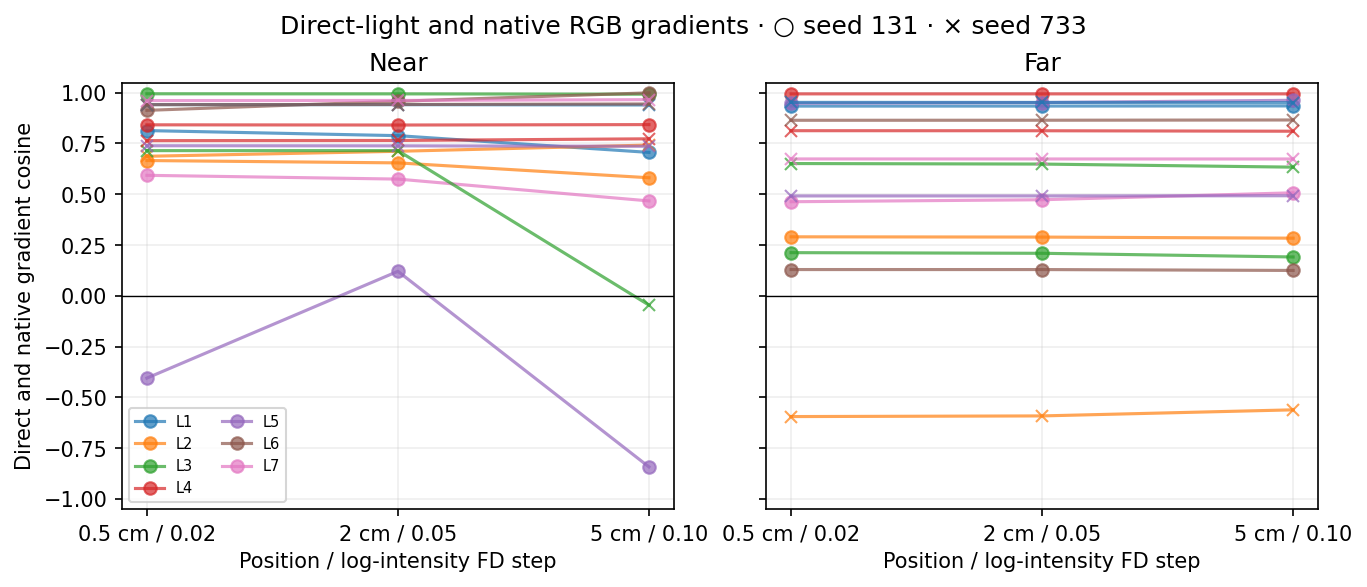 Direct-light and native RGB gradients · ○ seed 131 · × seed 733
Near
Far
Direct and native gradient cosine
1.00
0.75
0.50
0.25
0.00
−0.25
−0.50
−0.75
−1.00
L1
L2
L3
L4
L5
L6
L7
0.5 cm / 0.02
2 cm / 0.05
5 cm / 0.10
0.5 cm / 0.02
2 cm / 0.05
5 cm / 0.10
Position / log-intensity FD step
Position / log-intensity FD step